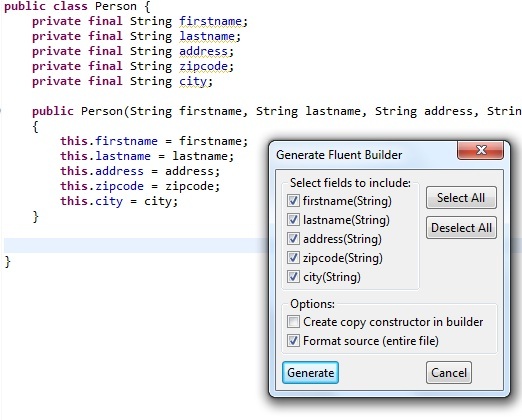 public class Person {
private final String firstname;
private final String lastname;
private final String address;
private final String zipcode;
private final String city;
public Person(String firstname, String lastname, String address, Strin
{
this.firstname = firstname;
this.lastname = lastname;
this.address = address;
this.zipcode = zipcode;
this.city = city;
}
}
Generate Fluent Builder
Select fields to include:
firstname(String)
lastname(String)
address(String)
zipcode(String)
city(String)
Select All
Deselect All
Options:
Create copy constructor in builder
Format source (entire file)
Generate
Cancel